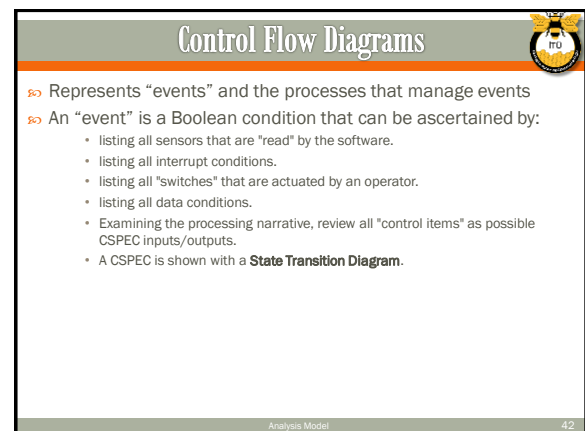 Control Flow Diagrams
İTÜ
Represents “events” and the processes that manage events
An “event” is a Boolean condition that can be ascertained by:
• listing all sensors that are "read" by the software.
• listing all interrupt conditions.
• listing all "switches" that are actuated by an operator.
• listing all data conditions.
• Examining the processing narrative, review all "control items" as possible
CSPEC inputs/outputs.
• A CSPEC is shown with a State Transition Diagram.
Analysis Model
42